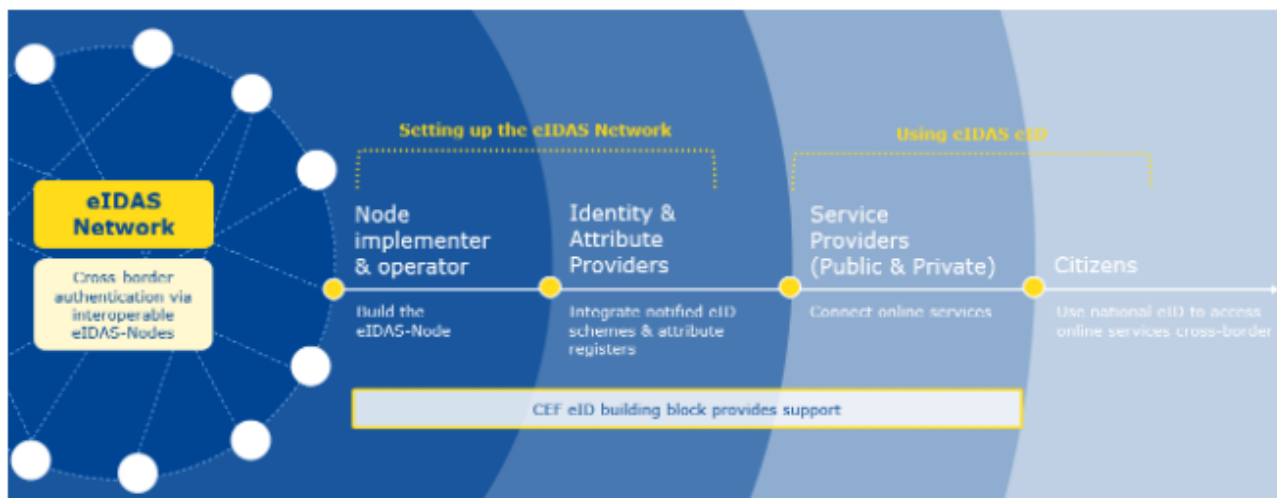 Setting up the eIDAS Network
Using eIDAS eID
eIDAS
Network
Cross border
authentication via
interoperable
eIDAS-Nodes
Node
implementer
& operator
Build the
eIDAS-Node
Identity &
Attribute
Providers
Integrate notified eID
schemes & attribute
registers
Service
Providers
(Public & Private)
Connect online services
Citizens
Use national eID to access
online services cross-border
CEF eID building block provides support